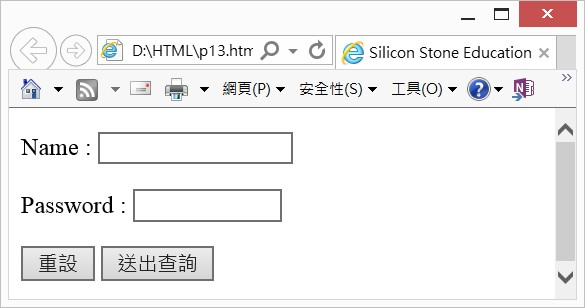 D:\HTML\p13.htm
Silicon Stone Education
網頁(P) 安全性(S) 工具(O)
Name :
Password :
重設 送出查詢